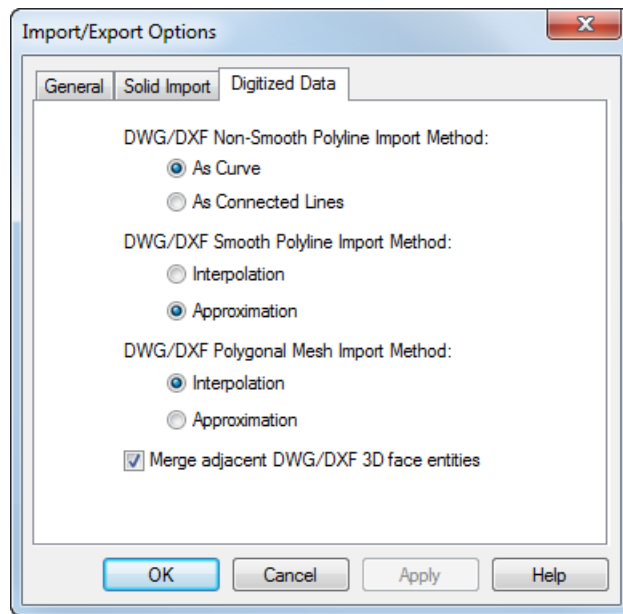 Import/Export Options
General Solid Import Digitized Data
DWG/DXF Non-Smooth Polyline Import Method:
As Curve
As Connected Lines
DWG/DXF Smooth Polyline Import Method:
Interpolation
Approximation
DWG/DXF Polygonal Mesh Import Method:
Interpolation
Approximation
Merge adjacent DWG/DXF 3D face entities
OK Cancel Apply Help